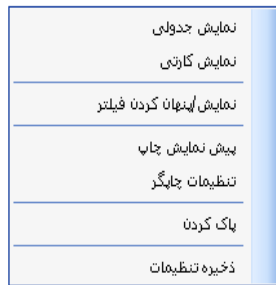 نمایش جدولی
نمایش کارتی
نمایش/پنهان کردن فیلتر
پیش نمایش چاپ
تنظیمات چاپگر
پاک کردن
ذخیره تنظیمات